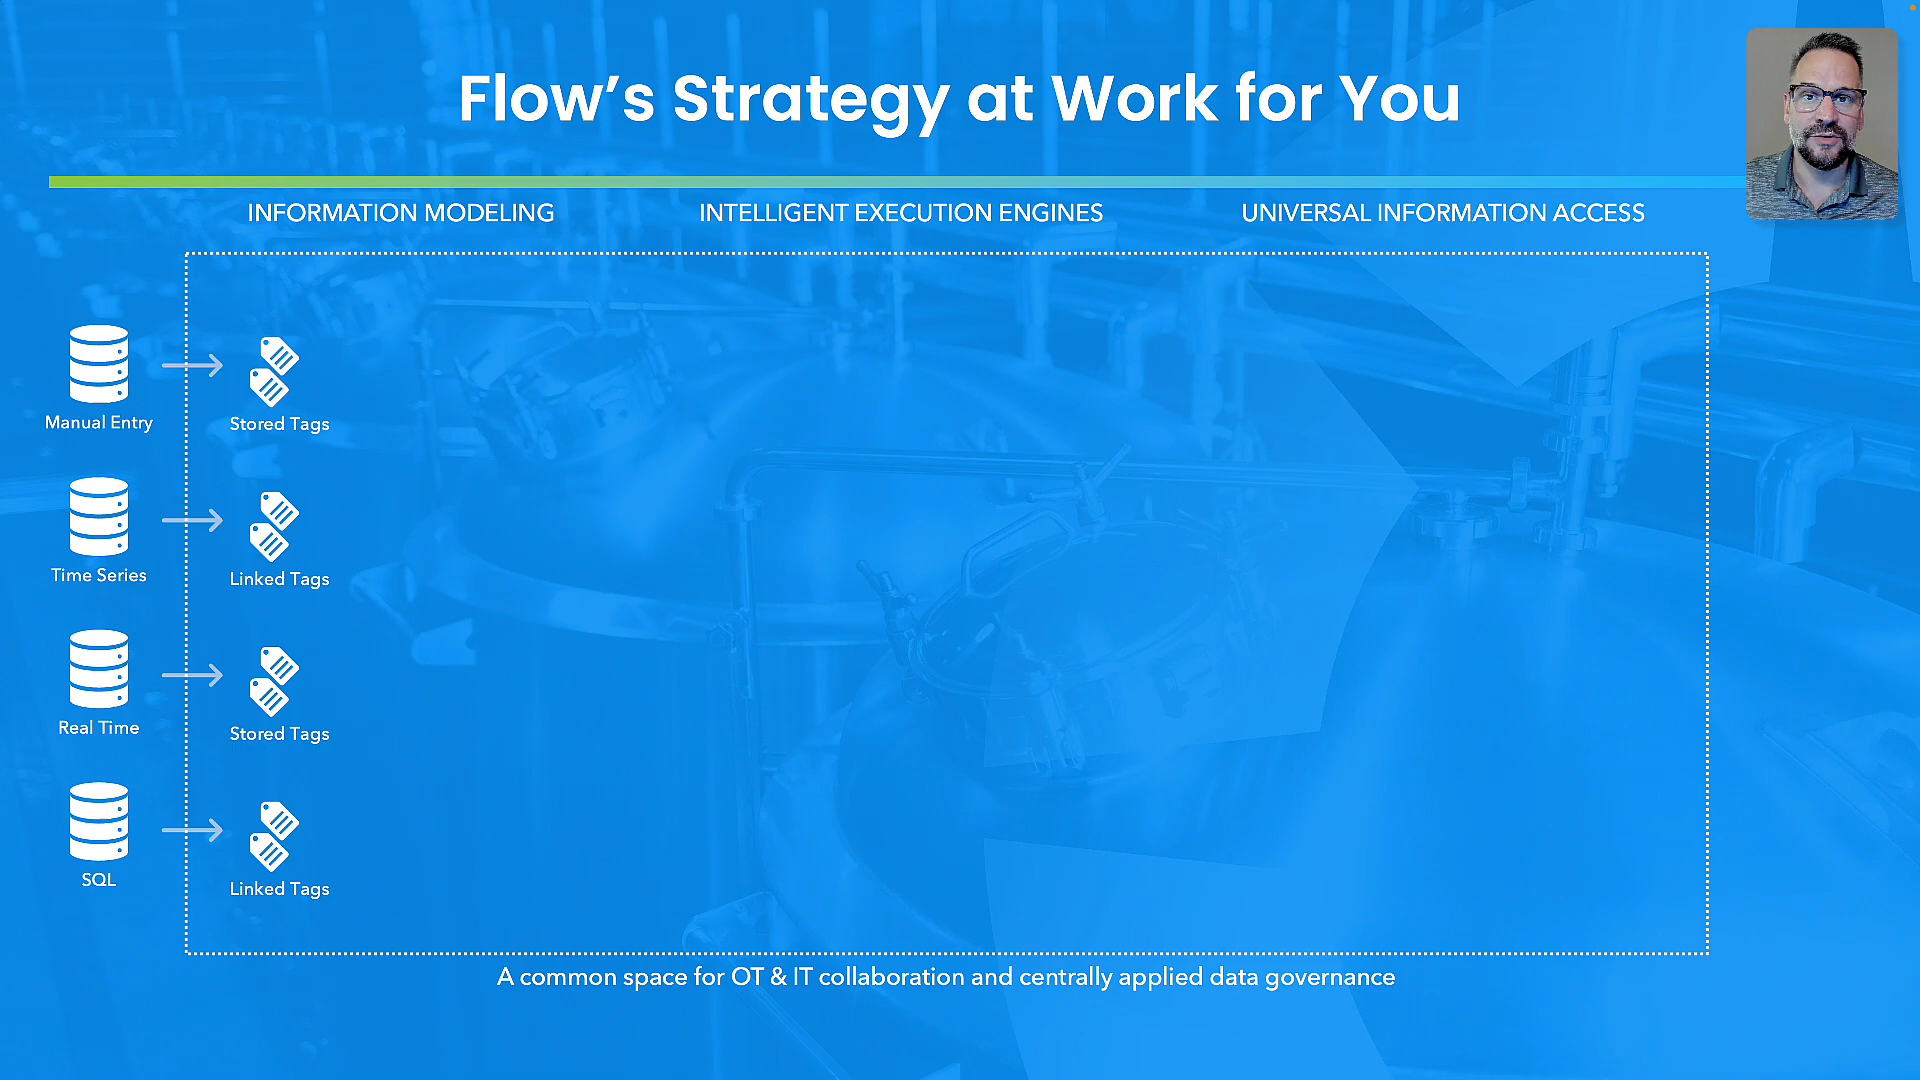 Flow’s Strategy at Work for You
INFORMATION MODELING
INTELLIGENT EXECUTION ENGINES
UNIVERSAL INFORMATION ACCESS
Manual Entry
Stored Tags
Time Series
Linked Tags
Real Time
Stored Tags
SQL
Linked Tags
A common space for OT & IT collaboration and centrally applied data governance